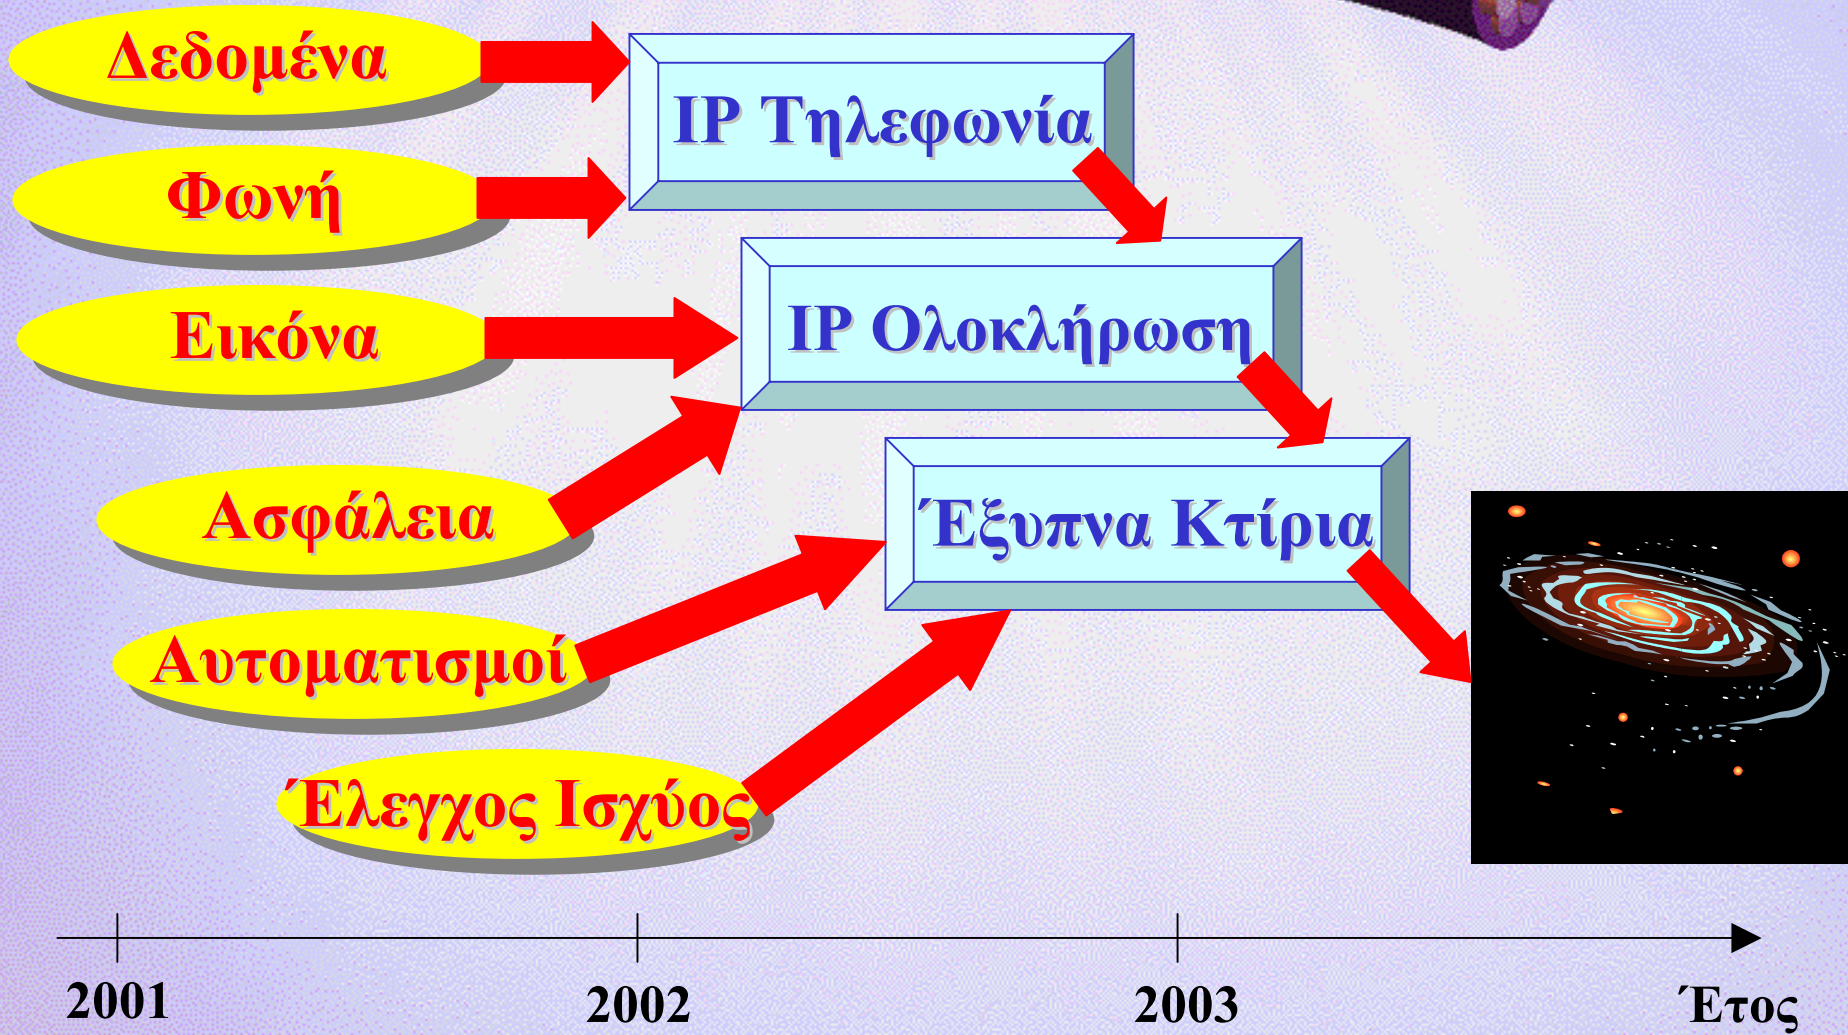 Δεδομένα
IP Τηλεφωνία
Φωνή
Εικόνα
IP Ολοκλήρωση
Ασφάλεια
Έξυπνα Κτίρια
Αυτοματισμοί
Έλεγχος Ισχύος
2001
2002
2003
Έτος